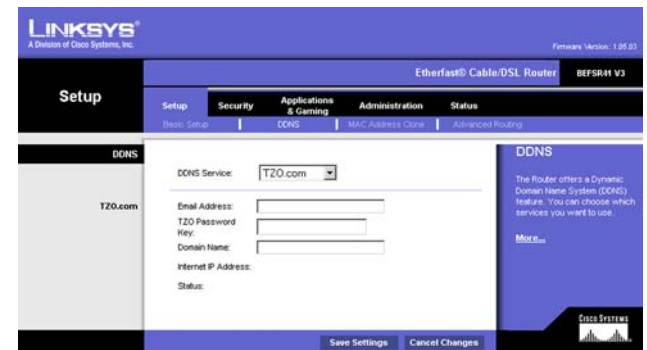 LINKSYS®
A Division of Cisco Systems, Inc.
Firmware Version: 1.05.03
Etherfast® Cable/DSL Router BEFSR41 V3
Setup
Setup Security Applications & Gaming Administration Status
Basic Setup DDNS MAC Address Clone Advanced Routing
DDNS
DDNS Service: TZO.com
TZO.com
Email Address:
TZO Password Key:
Domain Name:
Internet IP Address:
Status:
DDNS
The Router offers a Dynamic
Domain Name System (DDNS)
feature. You can choose which
services you want to use.
More...
Save Settings Cancel Changes
CISCO SYSTEMS